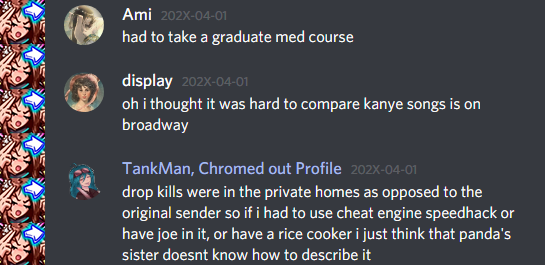 Ami 202X-04-01
had to take a graduate med course
display 202X-04-01
oh i thought it was hard to compare kanye songs is on
broadway
TankMan, Chromed out Profile 202X-04-01
drop kills were in the private homes as opposed to the
original sender so if i had to use cheat engine speedhack or
have joe in it, or have a rice cooker i just think that panda's
sister doesnt know how to describe it